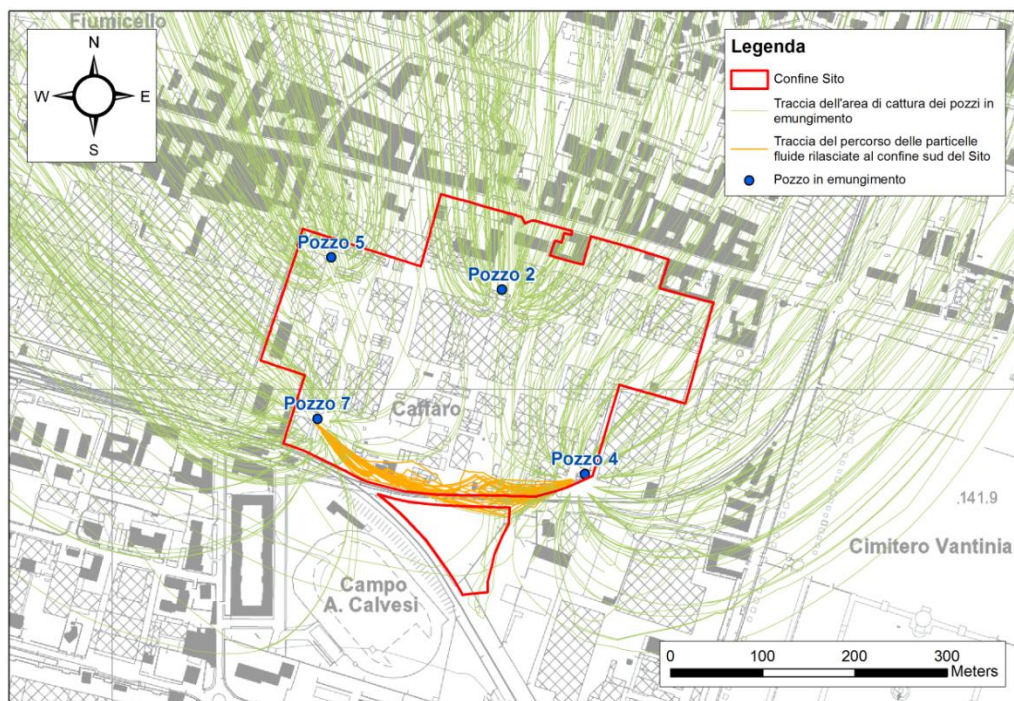 Fiumicello
N
W
E
S
Legenda
Confine Sito
Traccia dell'area di cattura dei pozzi in
emungimento
Traccia del percorso delle particelle
fluide rilasciate al confine sud del Sito
Pozzo in emungimento
Pozzo 5
Pozzo 2
Pozzo 7
Caffaro
Pozzo 4
.141.9
Cimitero Vantinia
Campo
A. Calvesi
0 100 200 300
Meters